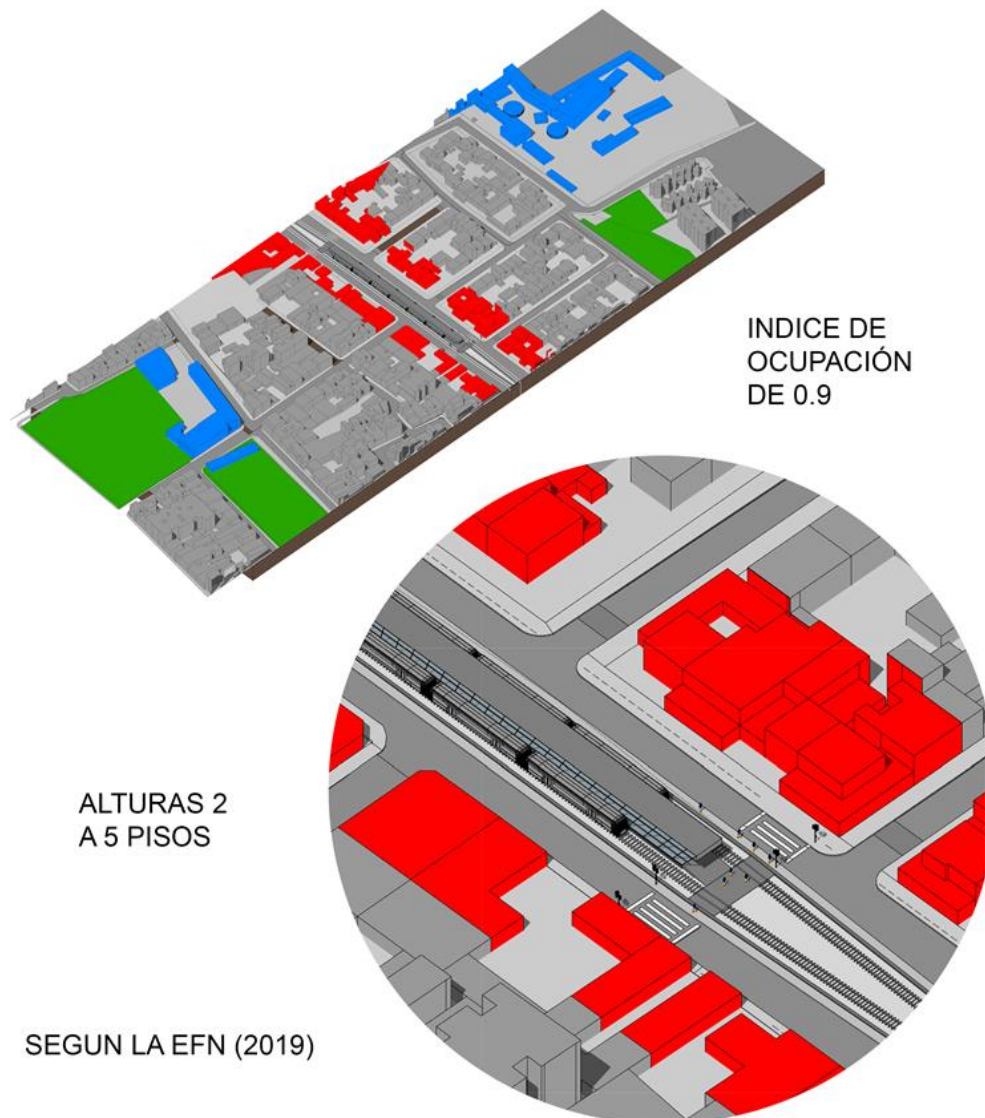 INDICE DE
OCUPACIÓN
DE 0.9
ALTURAS 2
A 5 PISOS
SEGUN LA EFN (2019)